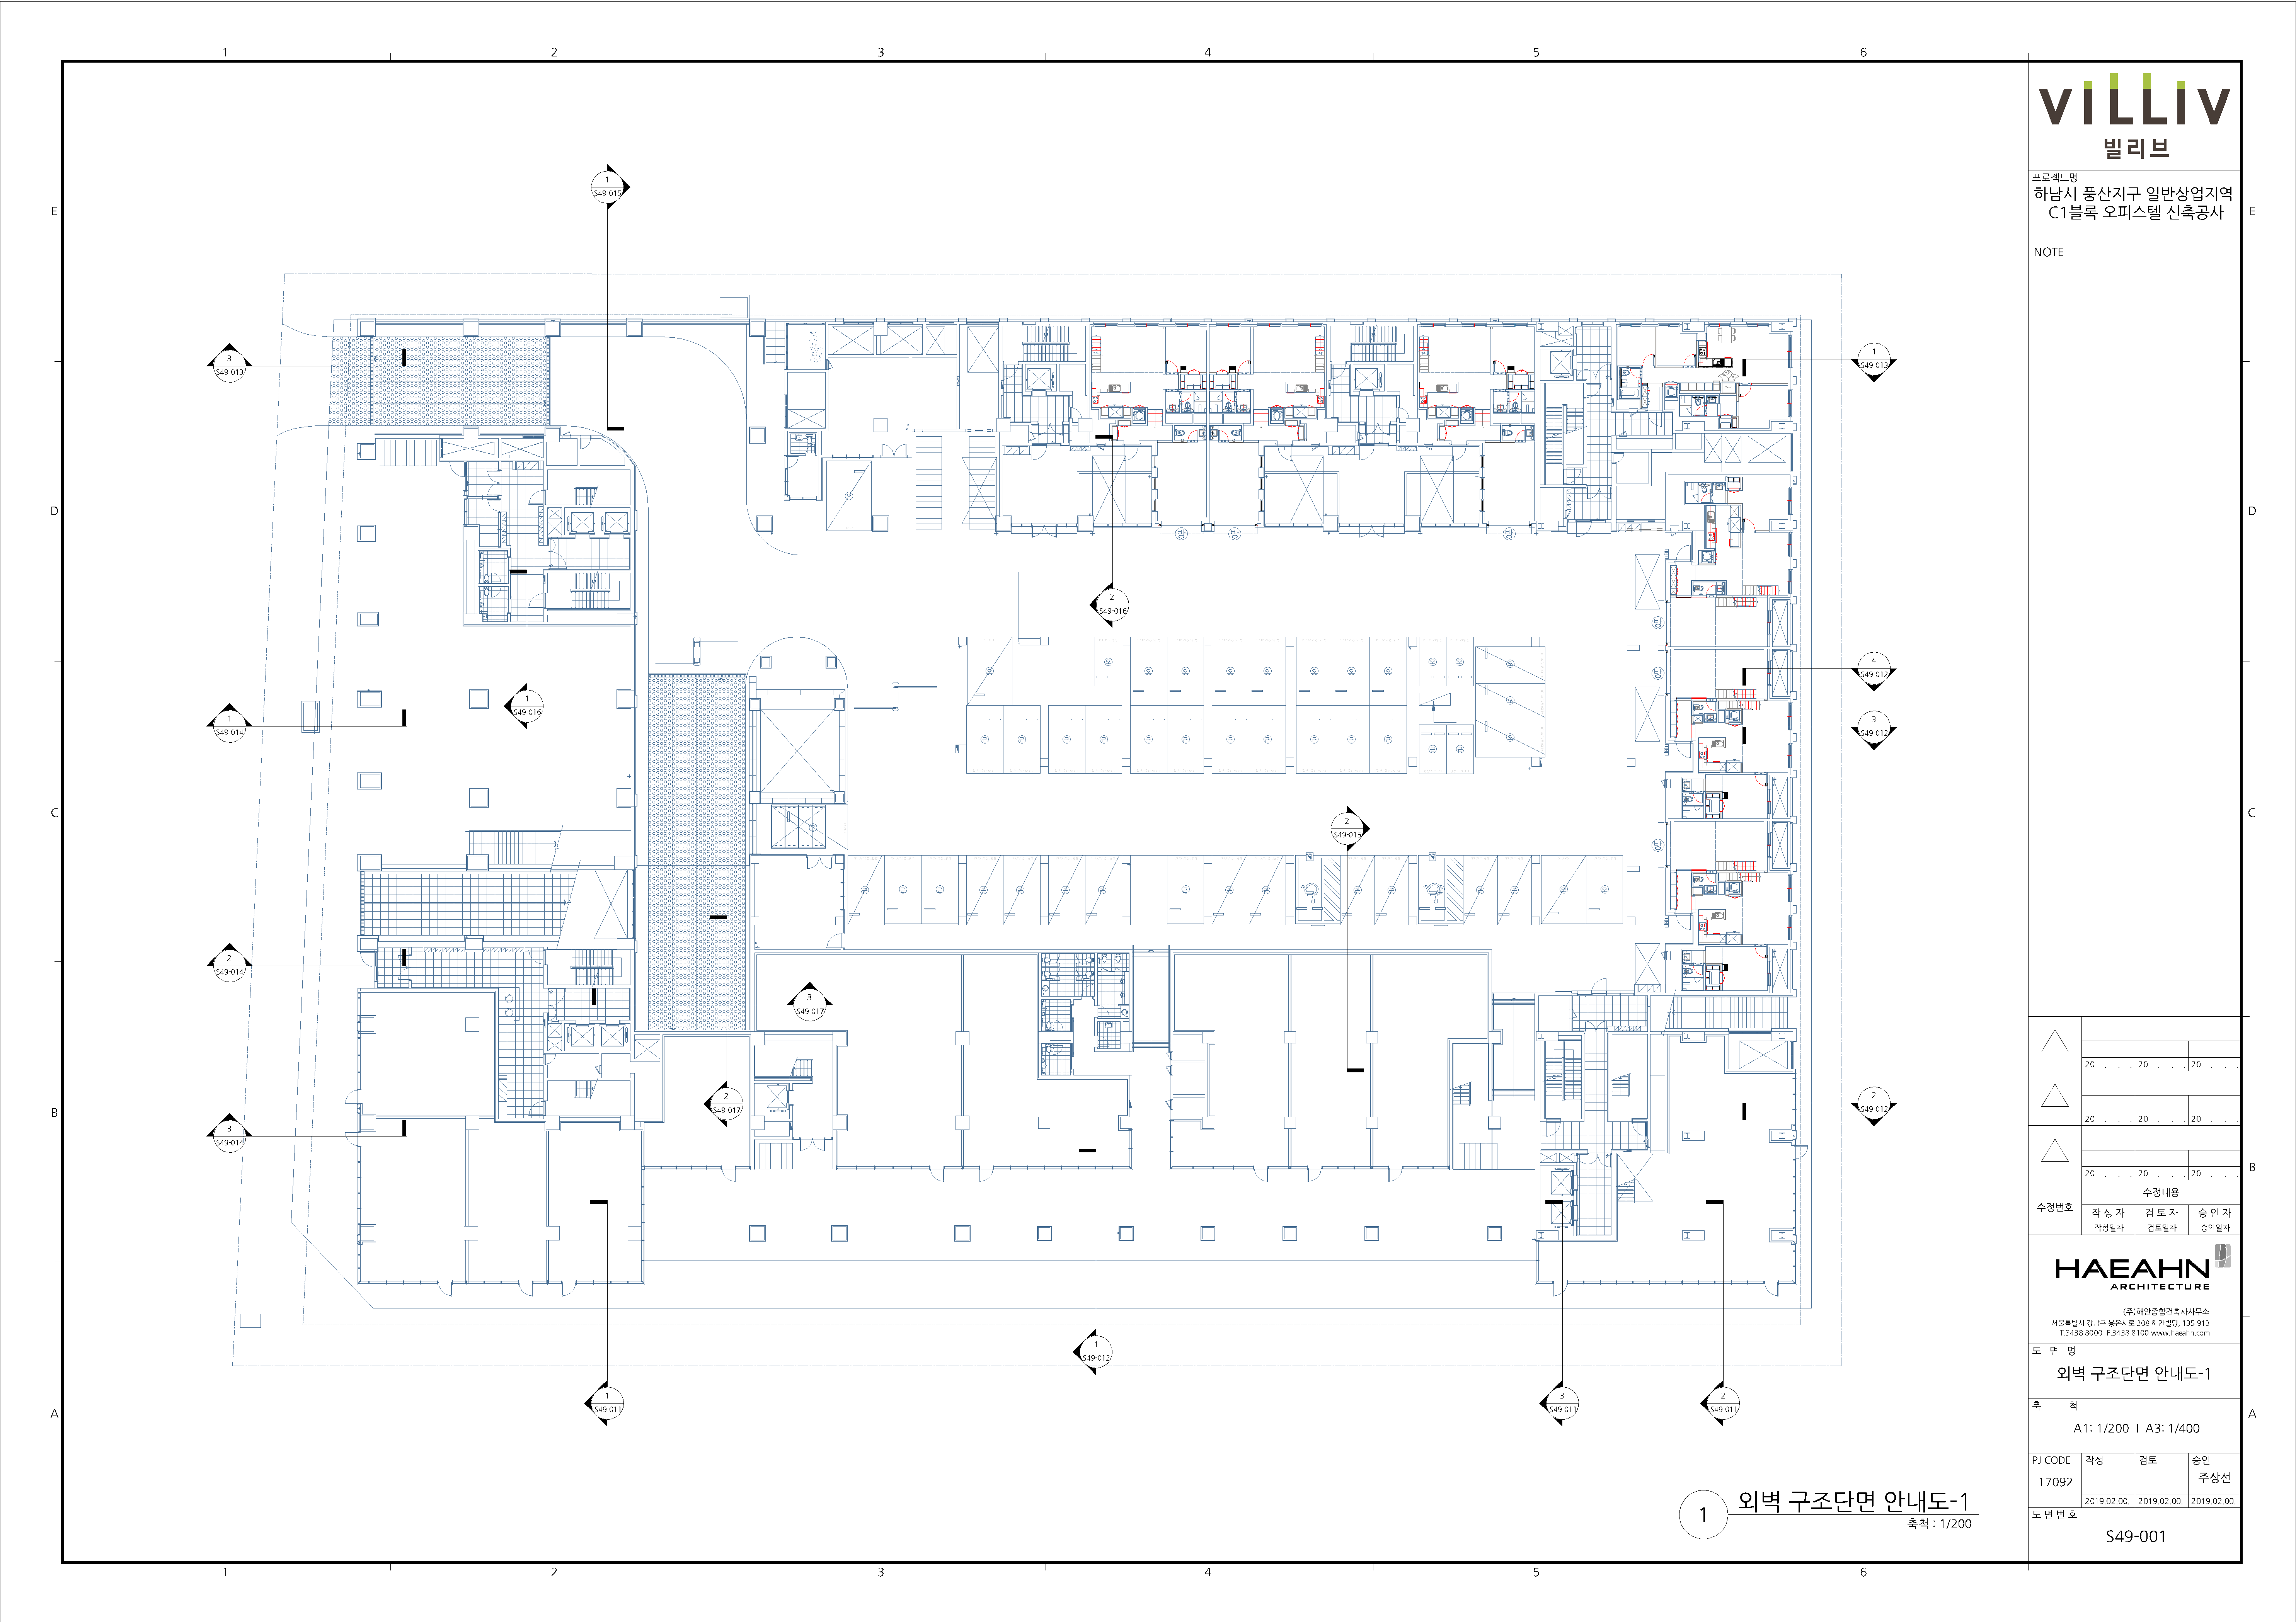 1 2 3 4 5 6
E
E
D
D
C
C
B
B
B
A
A
1
S49-015
3
S49-013
1
S49-013
2
S49-016
4
S49-012
1
S49-016
1
S49-014
3
S49-012
2
S49-015
2
S49-014
3
S49-017
2
S49-017
2
S49-012
3
S49-014
1
S49-012
1
S49-011
3
S49-011
2
S49-011
1
외벽 구조단면 안내도-1
축척 : 1/200
1 2 3 4 5 6
VILLIV
빌리브
프로젝트명
하남시 풍산지구 일반상업지역
C1블록 오피스텔 신축공사
NOTE
20 . . . 20 . . . 20 . . .
20 . . . 20 . . . 20 . . .
20 . . . 20 . . . 20 . . .
수정번호
수정내용
작 성 자 검 토 자 승 인 자
작성일자 검토일자 승인일자
HAEAHN
ARCHITECTURE
(주)해안종합건축사사무소
서울특별시 강남구 봉은사로 208 해안빌딩, 135-913
T.3438 8000 F.3438 8100 www.haeahn.com
도 면 명
외벽 구조단면 안내도-1
축 척
A1: 1/200 I A3: 1/400
PJ CODE 작성 검토 승인
17092 주상선
2019.02.00. 2019.02.00. 2019.02.00.
도 면 번 호
S49-001